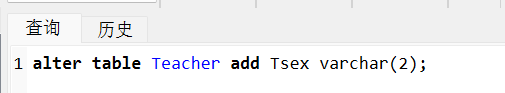 查询 历史
1 alter table Teacher add Tsex varchar(2);